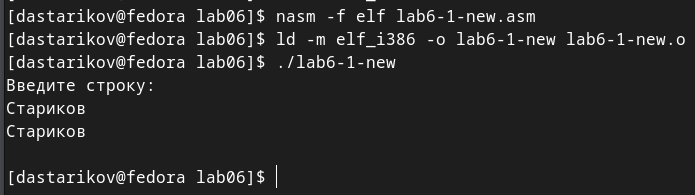 [dastarikov@fedora lab06]$ nasm -f elf lab6-1-new.asm
[dastarikov@fedora lab06]$ ld -m elf_i386 -o lab6-1-new lab6-1-new.o
[dastarikov@fedora lab06]$ ./lab6-1-new
Введите строку:
Стариков
Стариков
[dastarikov@fedora lab06]$